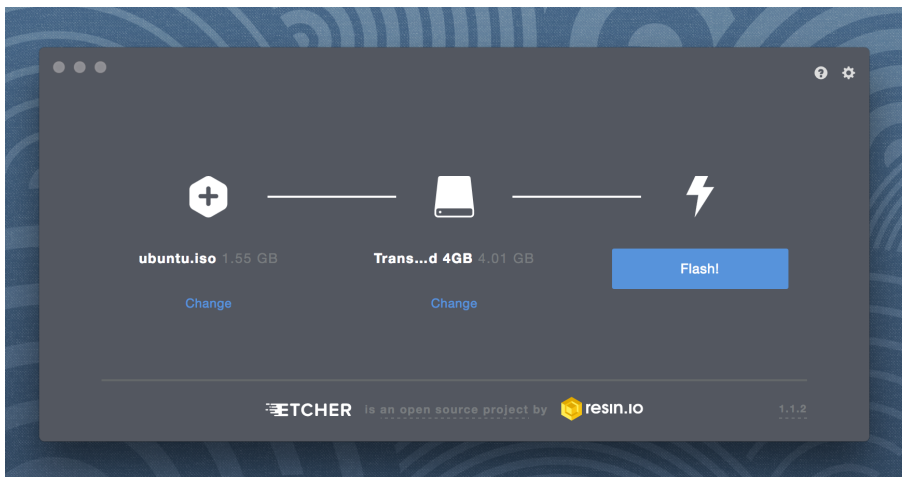 ubuntu.iso 1.55 GB
Trans...d 4GB 4.01 GB
Flash!
Change
Change
ETCHER is an open source project by resin.io
1.1.2